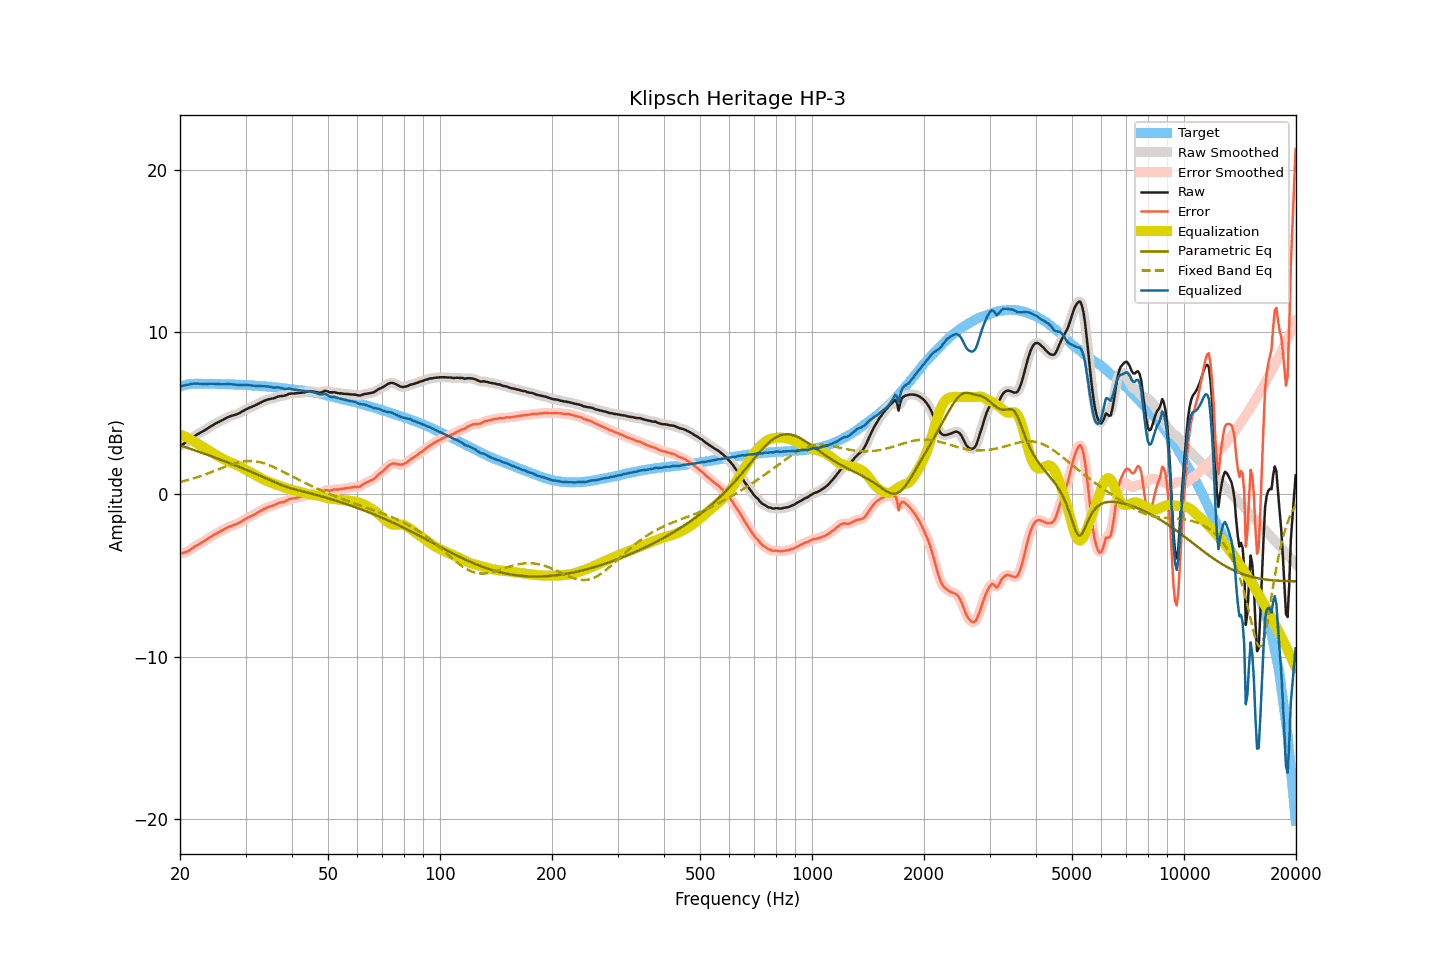 Klipsch Heritage HP-3
Target
Raw Smoothed
Error Smoothed
Raw
Error
Equalization
Parametric Eq
Fixed Band Eq
Equalized
20
10
0
−10
−20
Amplitude (dBr)
20 50 100 200 500 1000 2000 5000 10000 20000
Frequency (Hz)